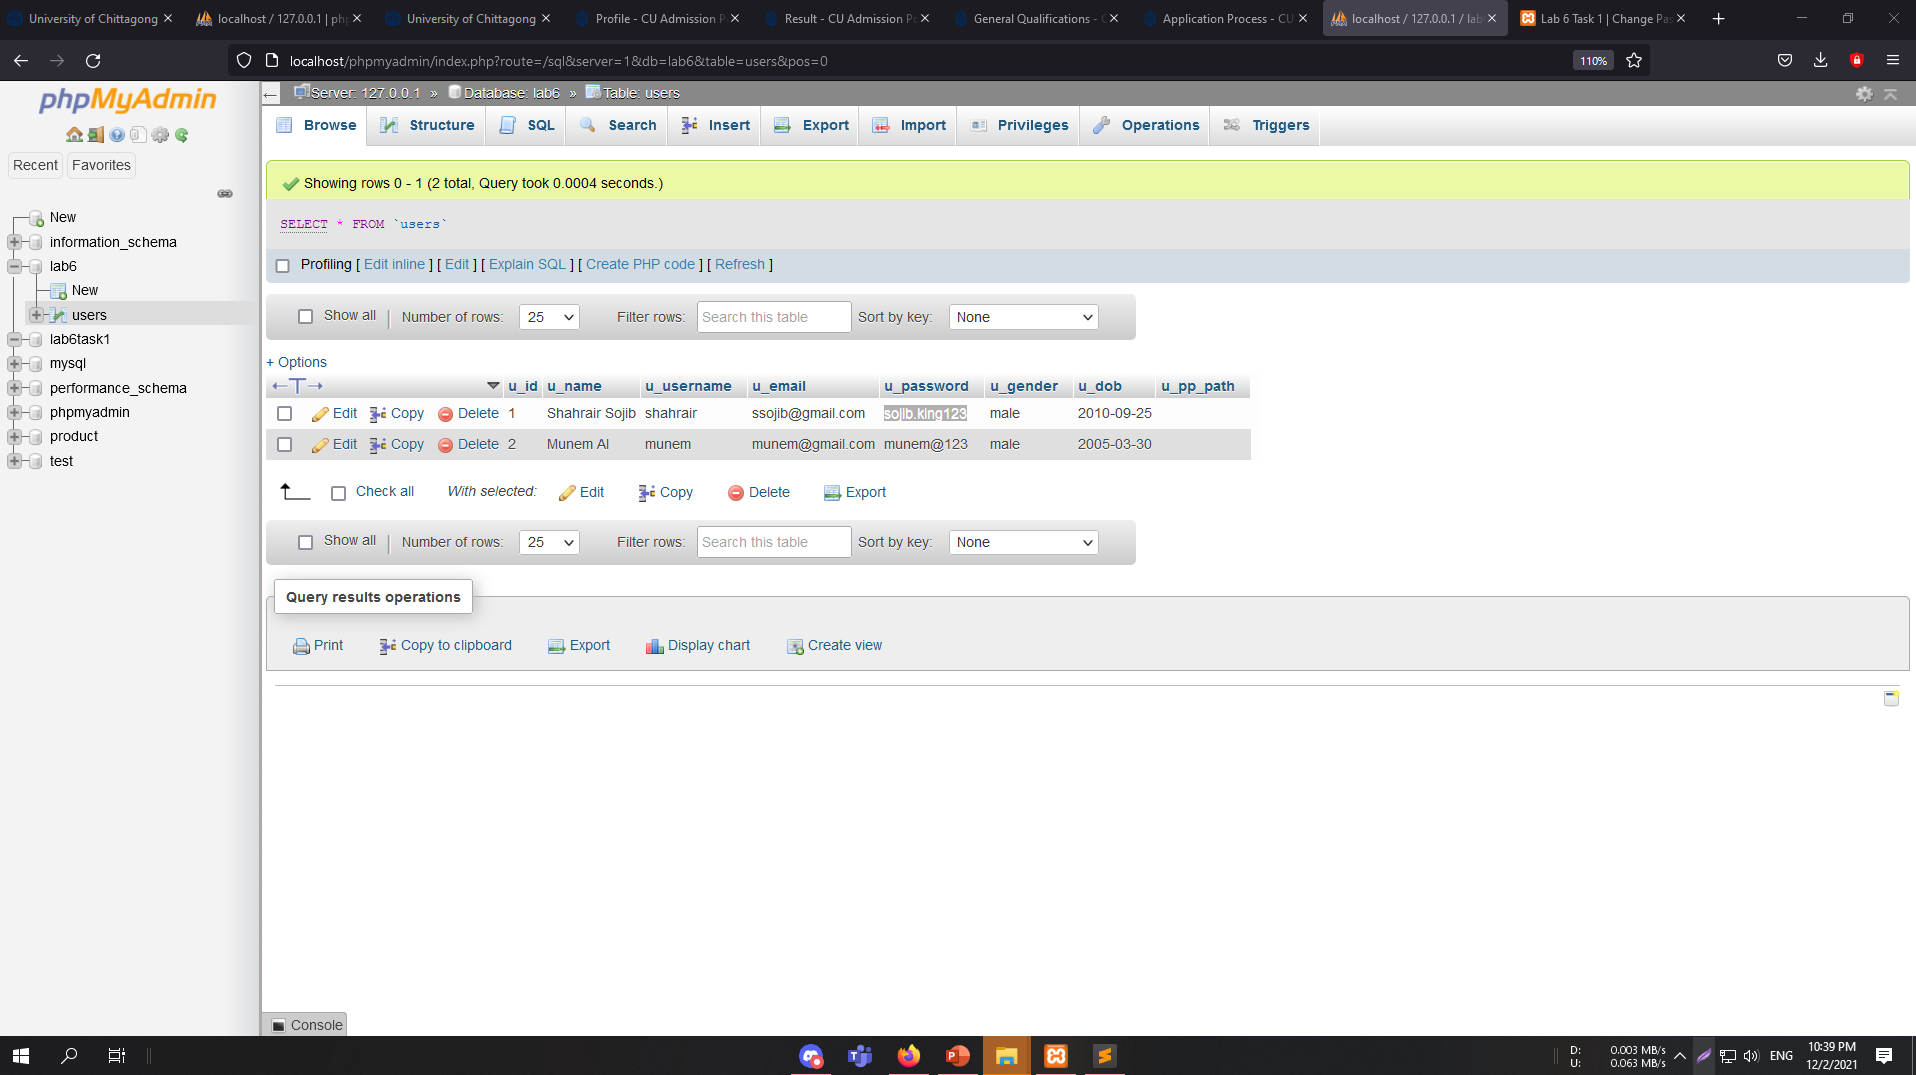 University of Chittagong
localhost / 127.0.0.1 | php
University of Chittagong
Profile - CU Admission P
Result - CU Admission Po
General Qualifications - C
Application Process - CU
localhost / 127.0.0.1 / lab
Lab 6 Task 1 | Change Pas
localhost/phpmyadmin/index.php?route=/sql&server=1&db=lab6&table=users&pos=0
110%
phpMyAdmin
Recent Favorites
New
information_schema
lab6
New
users
lab6task1
mysql
performance_schema
phpmyadmin
product
test
Server: 127.0.0.1 » Database: lab6 » Table: users
Browse Structure SQL Search Insert Export Import Privileges Operations Triggers
Showing rows 0 - 1 (2 total, Query took 0.0004 seconds.)
SELECT * FROM `users`
Profiling [ Edit inline ] [ Edit ] [ Explain SQL ] [ Create PHP code ] [ Refresh ]
Show all | Number of rows: 25 Filter rows: Search this table Sort by key: None
+ Options
←T→ u_id u_name u_username u_email u_password u_gender u_dob u_pp_path
Edit Copy Delete 1 Shahrair Sojib shahrair ssojib@gmail.com sojib.king123 male 2010-09-25
Edit Copy Delete 2 Munem Al munem munem@gmail.com munem@123 male 2005-03-30
Check all With selected: Edit Copy Delete Export
Show all | Number of rows: 25 Filter rows: Search this table Sort by key: None
Query results operations
Print Copy to clipboard Export Display chart Create view
Console
D: 0.003 MB/s
U: 0.063 MB/s
ENG
10:39 PM
12/2/2021